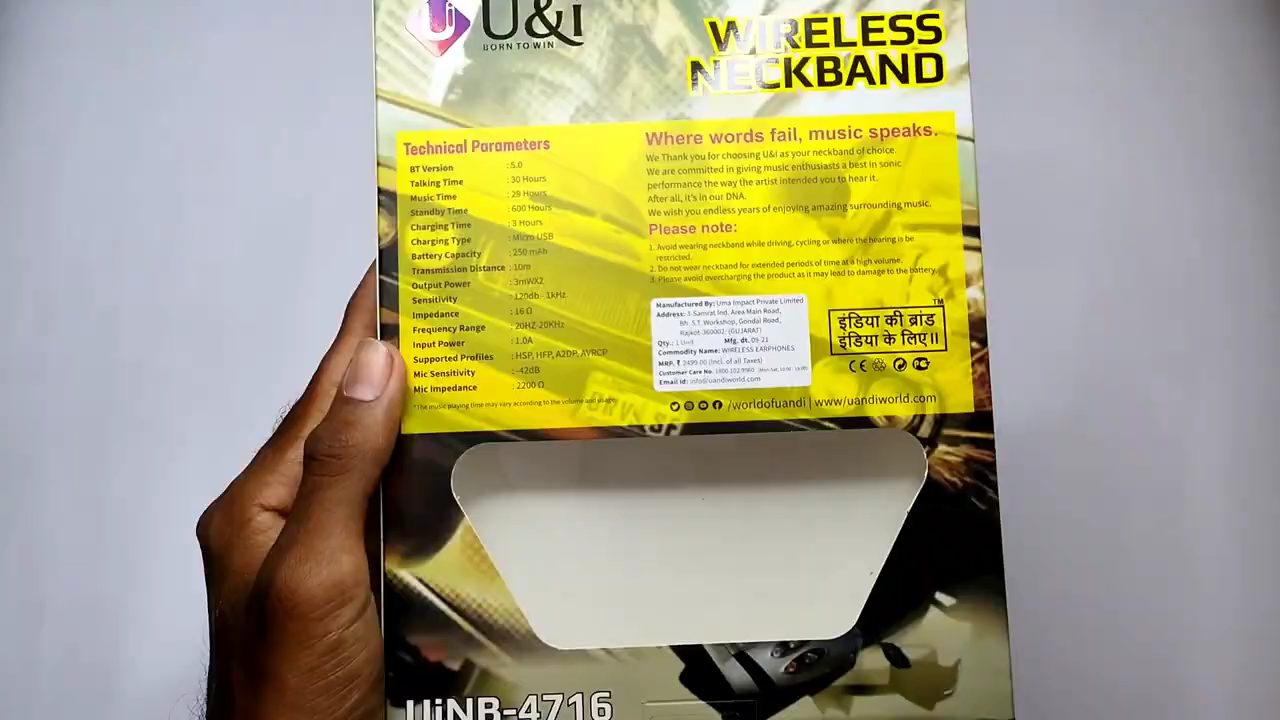 Ui U&i
BORN TO WIN
WIRELESS
NECKBAND
Technical Parameters
BT Version : 5.0
Talking Time : 30 Hours
Music Time : 29 Hours
Standby Time : 600 Hours
Charging Time : 3 Hours
Charging Type : Micro USB
Battery Capacity : 250 mAh
Transmission Distance : 10m
Output Power : 3mWX2
Sensitivity : 120db - 1kHz
Impedance : 16 Ω
Frequency Range : 20HZ-20KHz
Input Power : 1.0A
Supported Profiles : HSP, HFP, A2DP, AVRCP
Mic Sensitivity : -42dB
Mic Impedance : 2200 Ω
* The music playing time may vary according to the volume and usage
Where words fail, music speaks.
We Thank you for choosing U&i as your neckband of choice.
We are committed in giving music enthusiasts a best in sonic
performance the way the artist intended you to hear it.
After all, it's in our DNA.
We wish you endless years of enjoying amazing surrounding music.
Please note:
1. Avoid wearing neckband while driving, cycling or where the hearing is be
restricted.
2. Do not wear neckband for extended periods of time at a high volume.
3. Please avoid overcharging the product as it may lead to damage to the battery.
Manufactured By: Uma Impact Private Limited
Address: 3-Samrat Ind. Area Main Road,
Bh. S.T. Workshop, Gondal Road,
Rajkot-360002. (GUJARAT)
Qty.: 1 Unit Mfg. dt. 09-21
Commodity Name: WIRELESS EARPHONES
MRP. ₹ 2499.00 (Incl. of all Taxes)
Customer Care No. 1800 102 9960
Email id: info@uandiworld.com
TM
इंडिया की ब्रांड
इंडिया के लिए॥
CE
/worldofuandi | www/uandiworld.com
UiNB-4716